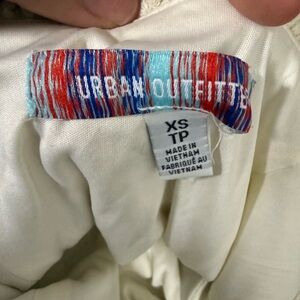 URBAN OUTFITTE
XS
TP
MADE IN
VIETNAM
FABRIQUÉ AU
VIETNAM